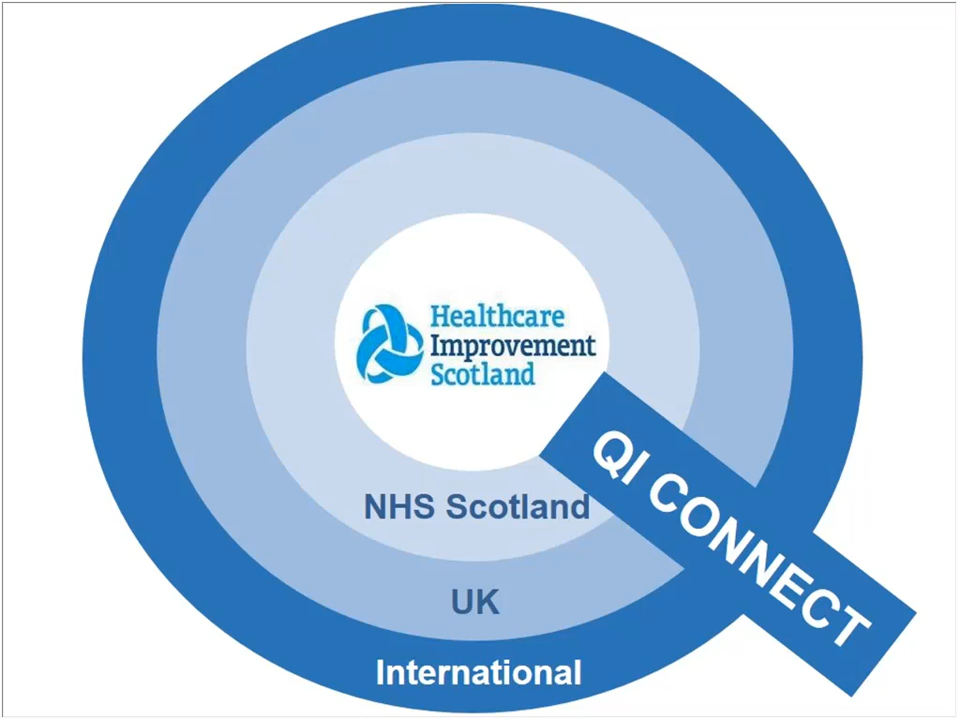 Healthcare
Improvement
Scotland
NHS Scotland
UK
International
QI CONNECT